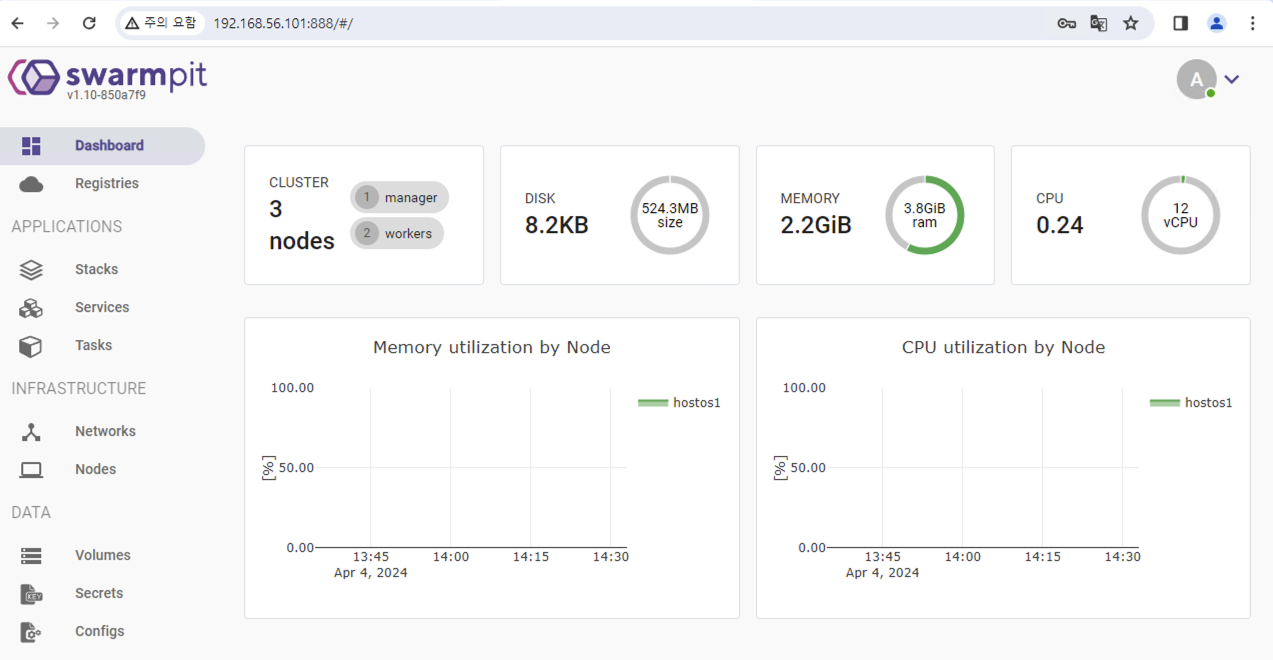 주의 요함
192.168.56.101:888/#/
swarmpit
v1.10-850a7f9
A
Dashboard
Registries
APPLICATIONS
Stacks
Services
Tasks
INFRASTRUCTURE
Networks
Nodes
DATA
Volumes
KEY
Secrets
Configs
CLUSTER
3
nodes
1 manager
2 workers
DISK
8.2KB
524.3MB
size
MEMORY
2.2GiB
3.8GiB
ram
CPU
0.24
12
vCPU
Memory utilization by Node
100.00
50.00
0.00
[%]
13:45 14:00 14:15 14:30
Apr 4, 2024
hostos1
CPU utilization by Node
100.00
50.00
0.00
[%]
13:45 14:00 14:15 14:30
Apr 4, 2024
hostos1